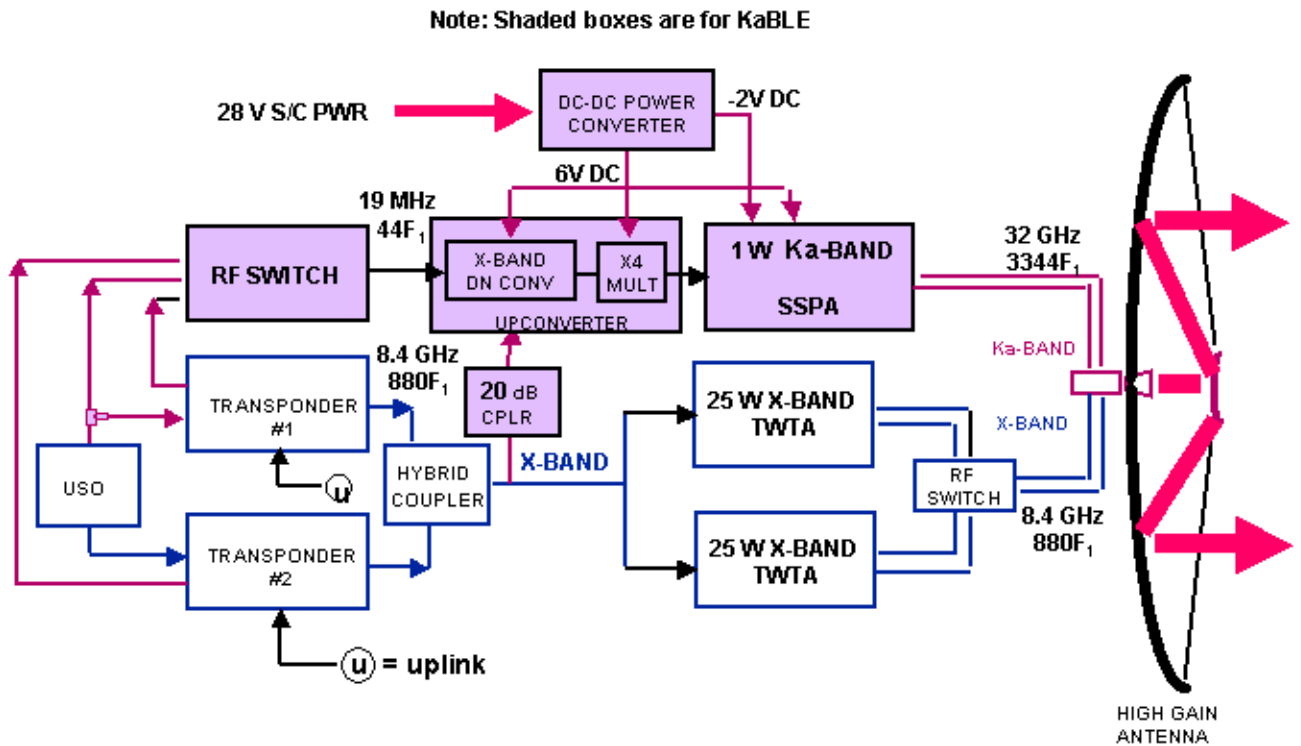 Note: Shaded boxes are for KaBLE
28 V S/C PWR
DC-DC POWER
CONVERTER
-2V DC
6V DC
19 MHz
44F1
RF SWITCH
X-BAND
DN CONV
X4
MULT
UPCONVERTER
1 W Ka-BAND
SSPA
32 GHz
3344F1
Ka-BAND
8.4 GHz
880F1
20 dB
CPLR
TRANSPONDER
#1
25 W X-BAND
TWTA
X-BAND
USO
u
HYBRID
COUPLER
X-BAND
RF
SWITCH
8.4 GHz
880F1
TRANSPONDER
#2
25 W X-BAND
TWTA
u = uplink
HIGH GAIN
ANTENNA